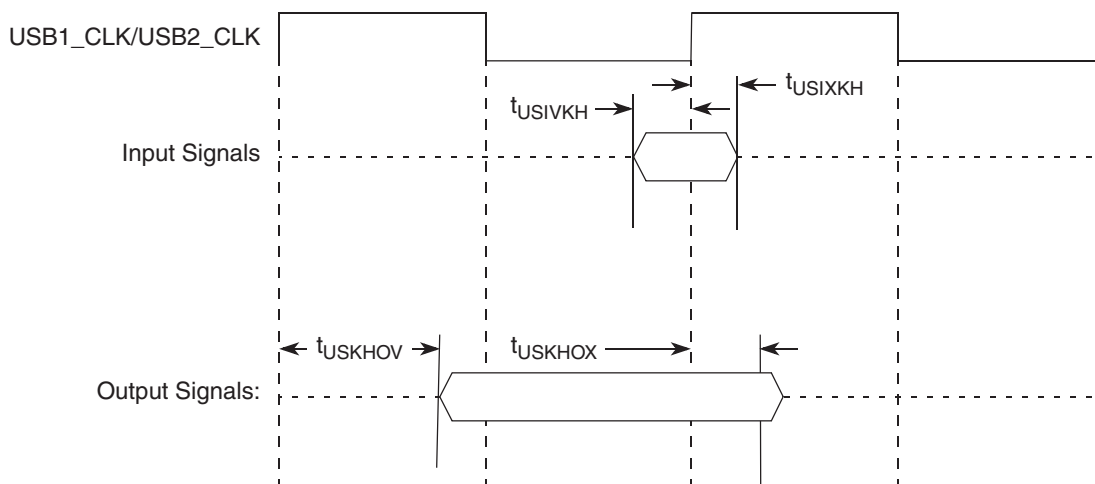 USB1_CLK/USB2_CLK
tUSIXKH
tUSIVKH
Input Signals
tUSKHOV
tUSKHOX
Output Signals: